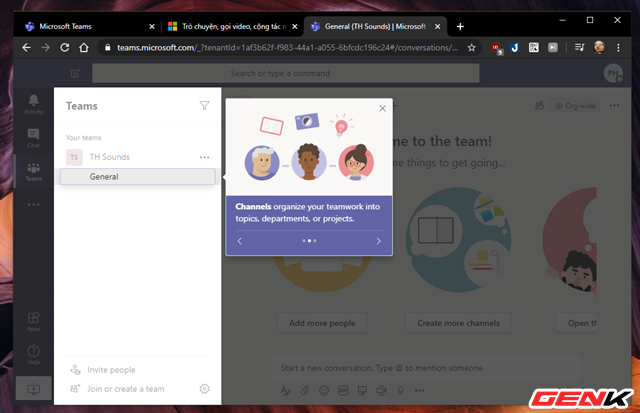 Microsoft Teams
Trò chuyện, gọi video, cộng tác n
General (TH Sounds) | Microsoft
teams.microsoft.com/_?tenantId=1af3b62f-f983-44a1-a055-6bfcdc196c24#/conversations/...
Search or type a command
PH
Activity
Chat
Teams
Apps
Help
Teams
Your teams
TS
TH Sounds
General
Invite people
Join or create a team
Channels organize your teamwork into
topics, departments, or projects.
Org-wide
me to the team!
me things to get going...
Add more people
Create more channels
Open th
Start a new conversation. Type @ to mention someone.
GENK